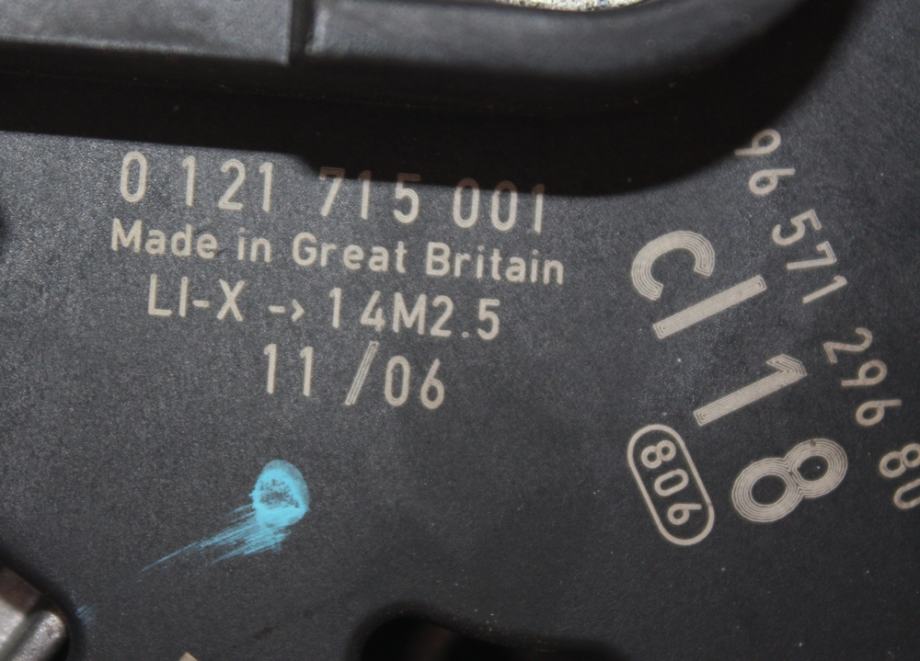 0 121 715 001
Made in Great Britain
LI-X -> 14M2.5
11/06
96 571 296 80
CI 18
806